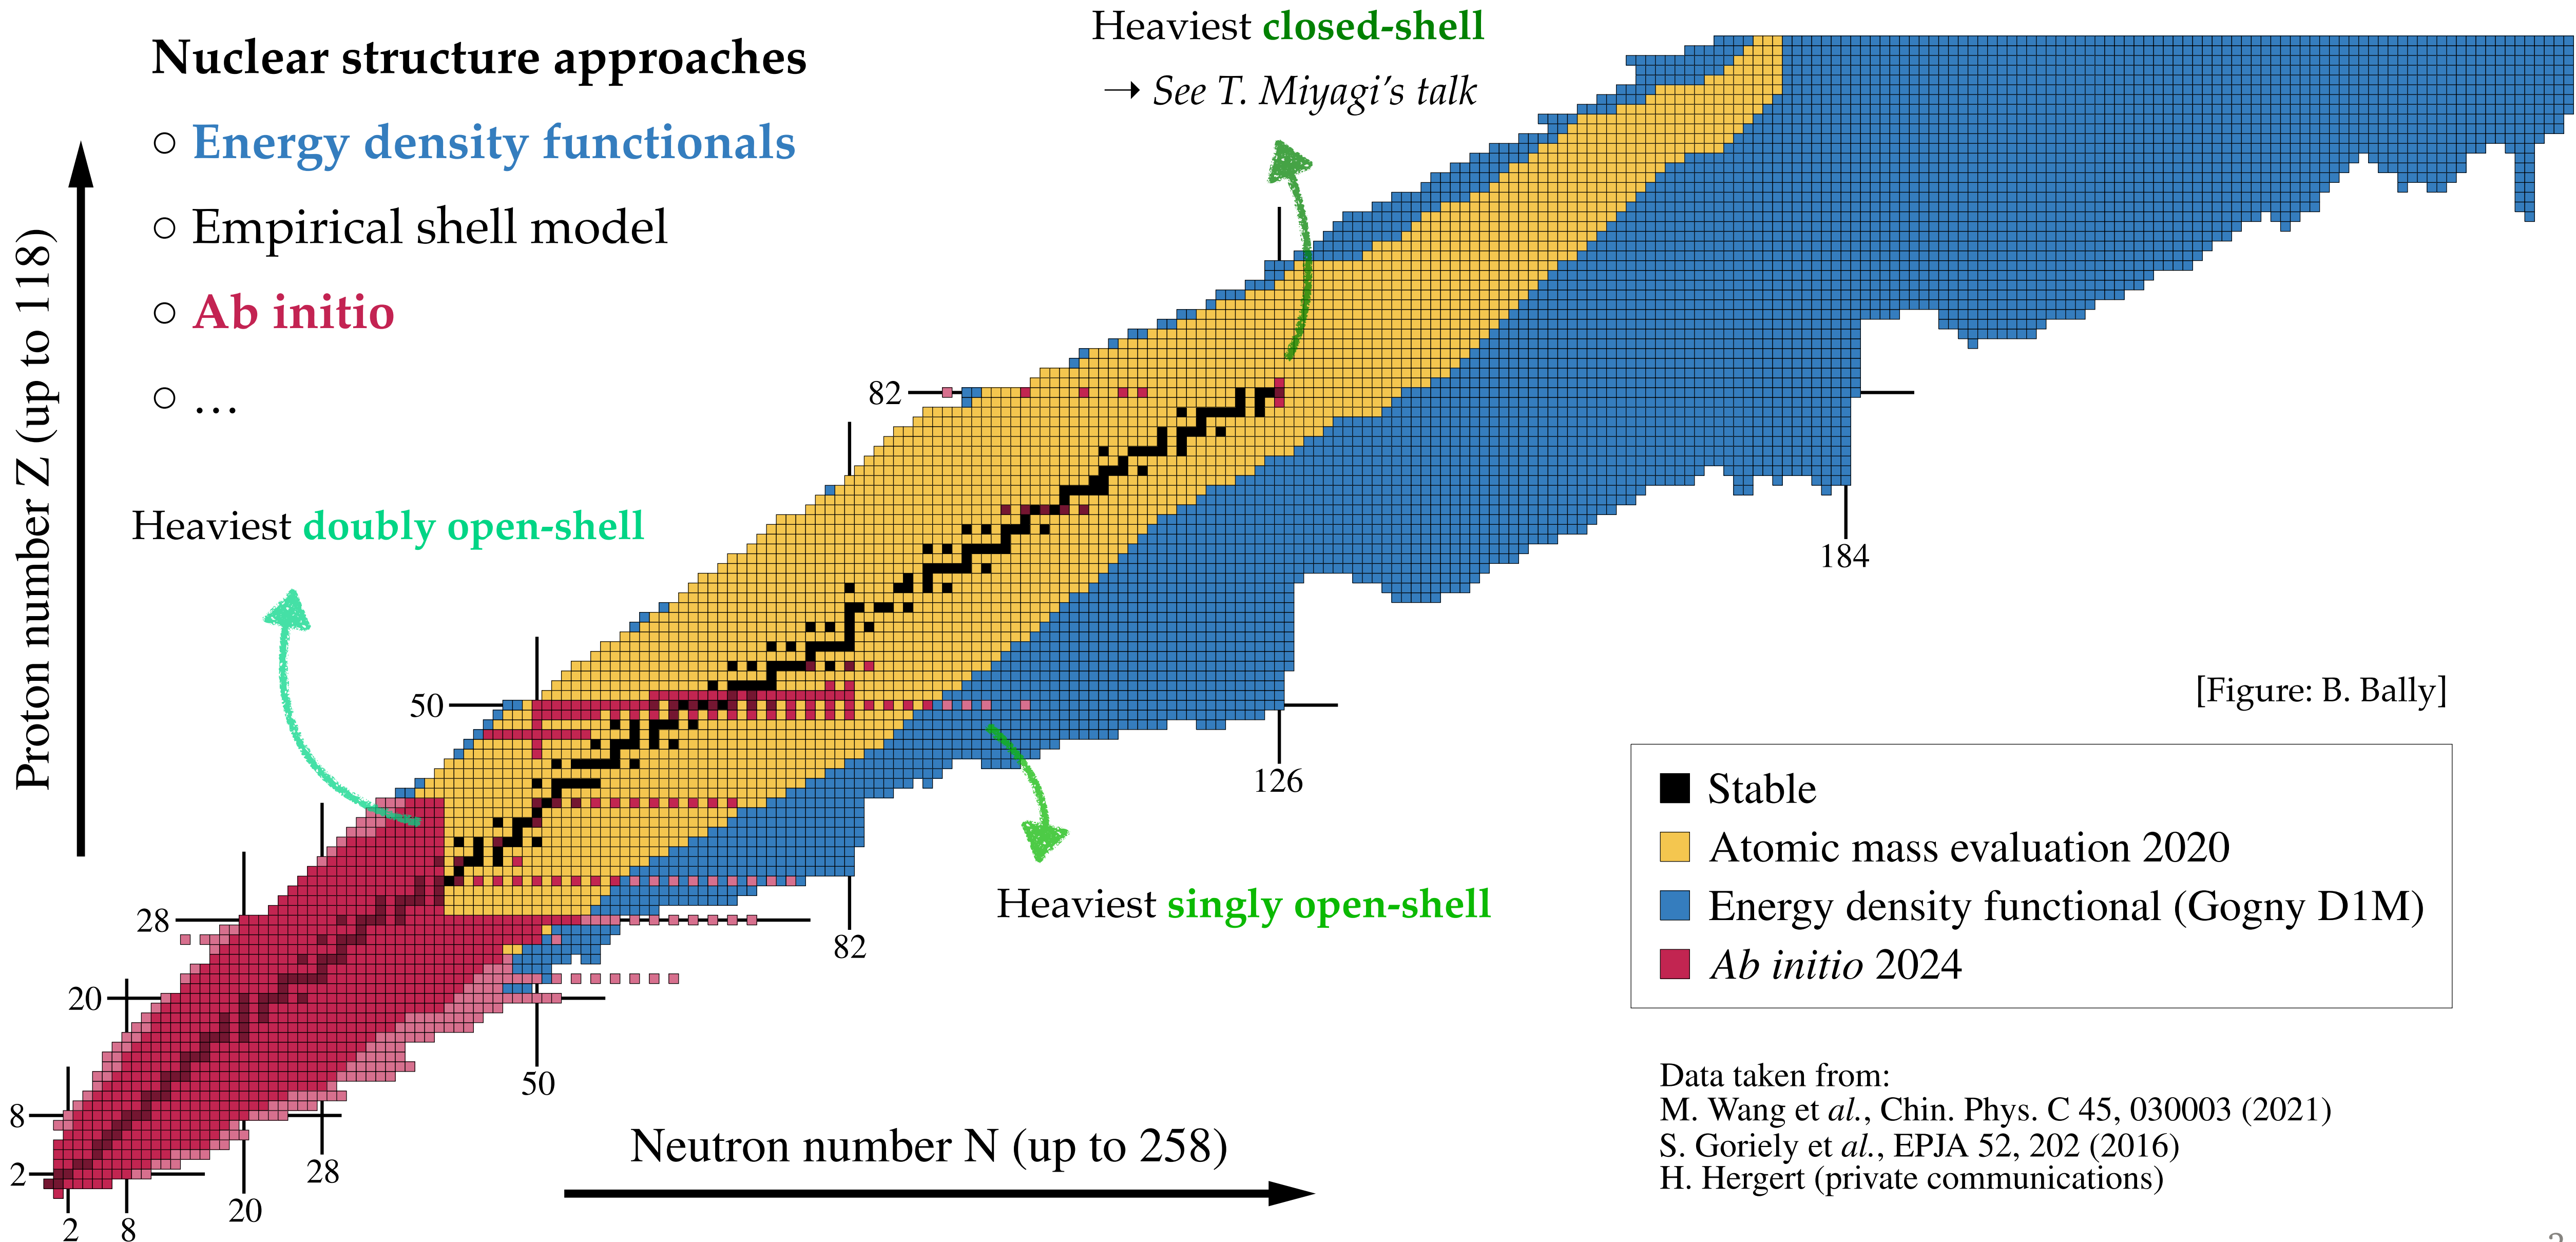 Nuclear structure approaches
○ Energy density functionals
○ Empirical shell model
○ Ab initio
○ …
Heaviest closed-shell
→ See T. Miyagi's talk
Proton number Z (up to 118)
Heaviest doubly open-shell
82
50
28
20
8
2
2
8
20
28
50
82
126
184
Heaviest singly open-shell
Neutron number N (up to 258)
[Figure: B. Bally]
Stable
Atomic mass evaluation 2020
Energy density functional (Gogny D1M)
Ab initio 2024
Data taken from:
M. Wang et al., Chin. Phys. C 45, 030003 (2021)
S. Goriely et al., EPJA 52, 202 (2016)
H. Hergert (private communications)